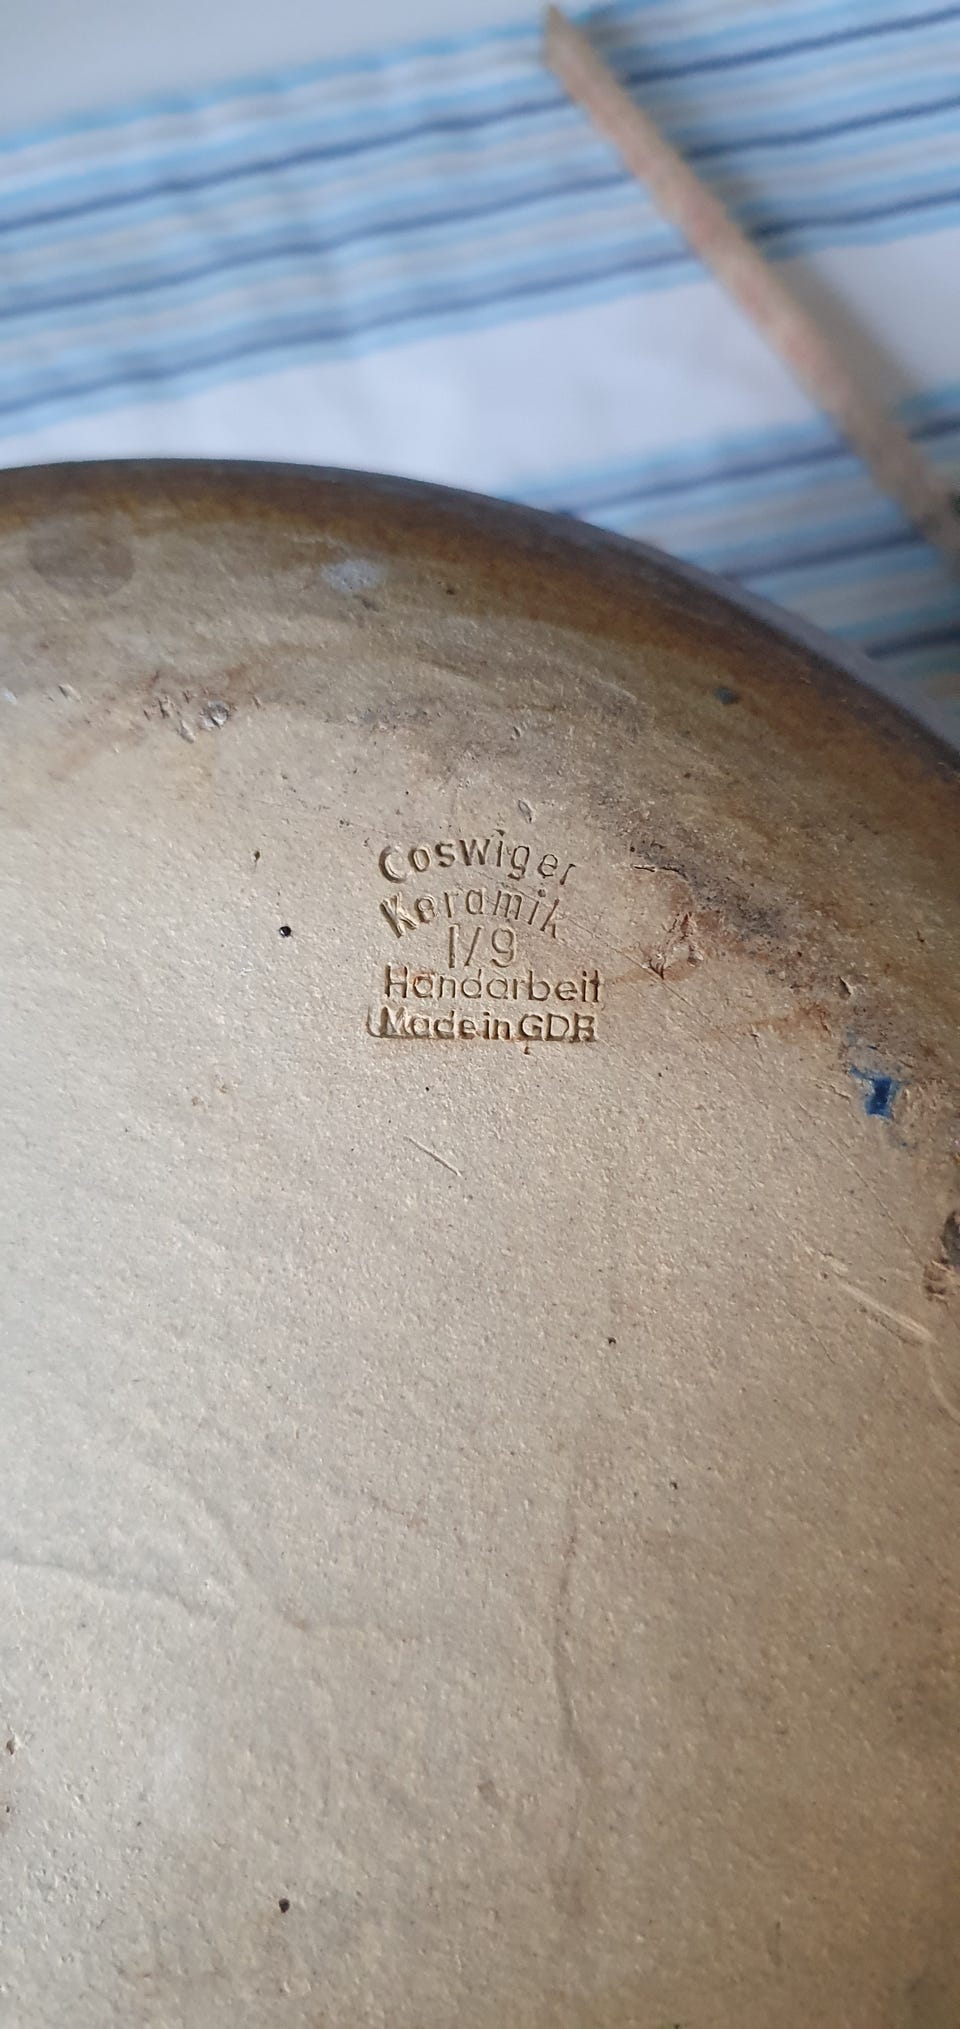 Coswiger
Keramik
1/9
Handarbeit
Made in GDR